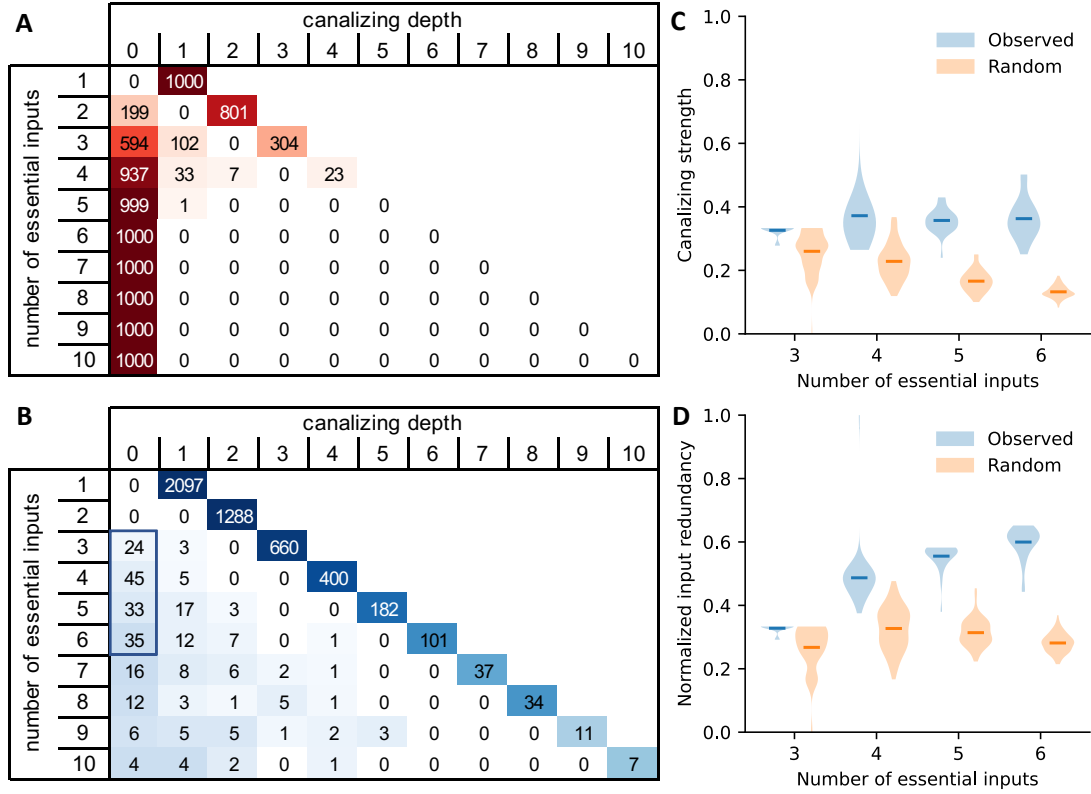 A
canalizing depth
0 1 2 3 4 5 6 7 8 9 10
number of essential inputs
1 0 1000
2 199 0 801
3 594 102 0 304
4 937 33 7 0 23
5 999 1 0 0 0 0
6 1000 0 0 0 0 0 0
7 1000 0 0 0 0 0 0 0
8 1000 0 0 0 0 0 0 0 0
9 1000 0 0 0 0 0 0 0 0 0
10 1000 0 0 0 0 0 0 0 0 0 0
B
canalizing depth
0 1 2 3 4 5 6 7 8 9 10
number of essential inputs
1 0 2097
2 0 0 1288
3 24 3 0 660
4 45 5 0 0 400
5 33 17 3 0 0 182
6 35 12 7 0 1 0 101
7 16 8 6 2 1 0 0 37
8 12 3 1 5 1 0 0 0 34
9 6 5 5 1 2 3 0 0 0 11
10 4 4 2 0 1 0 0 0 0 0 7
C
Observed
Random
Canalizing strength
1.0
0.8
0.6
0.4
0.2
0.0
3 4 5 6
Number of essential inputs
D
Observed
Random
Normalized input redundancy
1.0
0.8
0.6
0.4
0.2
0.0
3 4 5 6
Number of essential inputs